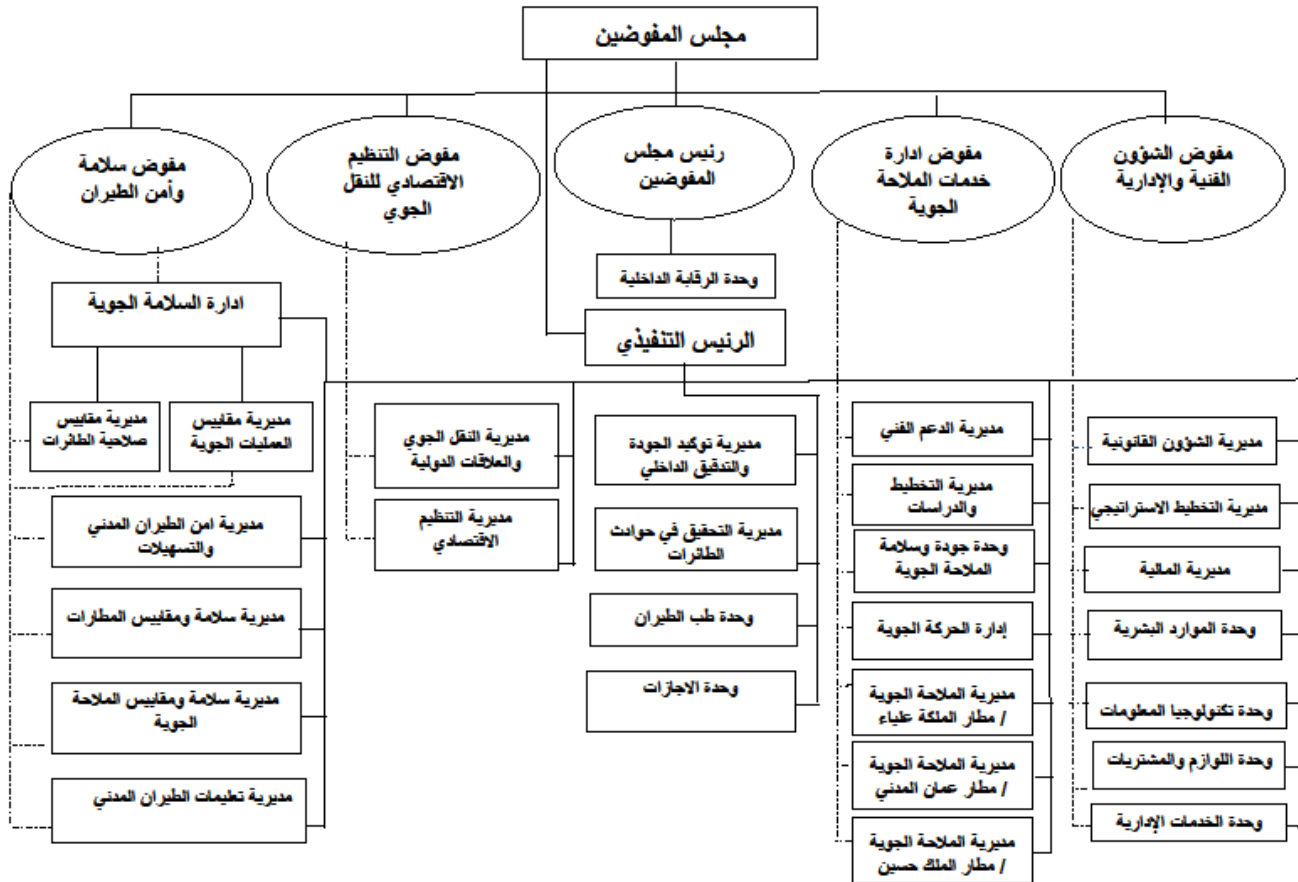 مجلس المفوضين
مفوض الشؤون
الفنية والإدارية
مفوض ادارة
خدمات الملاحة
الجوية
رئيس مجلس
المفوضين
مفوض التنظيم
الاقتصادي للنقل
الجوي
مفوض سلامة
وأمن الطيران
وحدة الرقابة الداخلية
الرئيس التنفيذي
ادارة السلامة الجوية
مديرية الشؤون القانونية
مديرية التخطيط الاستراتيجي
مديرية المالية
وحدة الموارد البشرية
وحدة تكنولوجيا المعلومات
وحدة اللوازم والمشتريات
وحدة الخدمات الإدارية
مديرية الدعم الفني
مديرية التخطيط
والدراسات
وحدة جودة وسلامة
الملاحة الجوية
إدارة الحركة الجوية
مديرية الملاحة الجوية
/ مطار الملكة علياء
مديرية الملاحة الجوية
/ مطار عمان المدني
مديرية الملاحة الجوية
/ مطار الملك حسين
مديرية توكيد الجودة
والتدقيق الداخلي
مديرية التحقيق في حوادث
الطائرات
وحدة طب الطيران
وحدة الاجازات
مديرية النقل الجوي
والعلاقات الدولية
مديرية التنظيم
الاقتصادي
مديرية مقاييس
العمليات الجوية
مديرية مقاييس
صلاحية الطائرات
مديرية امن الطيران المدني
والتسهيلات
مديرية سلامة ومقاييس المطارات
مديرية سلامة ومقاييس الملاحة
الجوية
مديرية تعليمات الطيران المدني